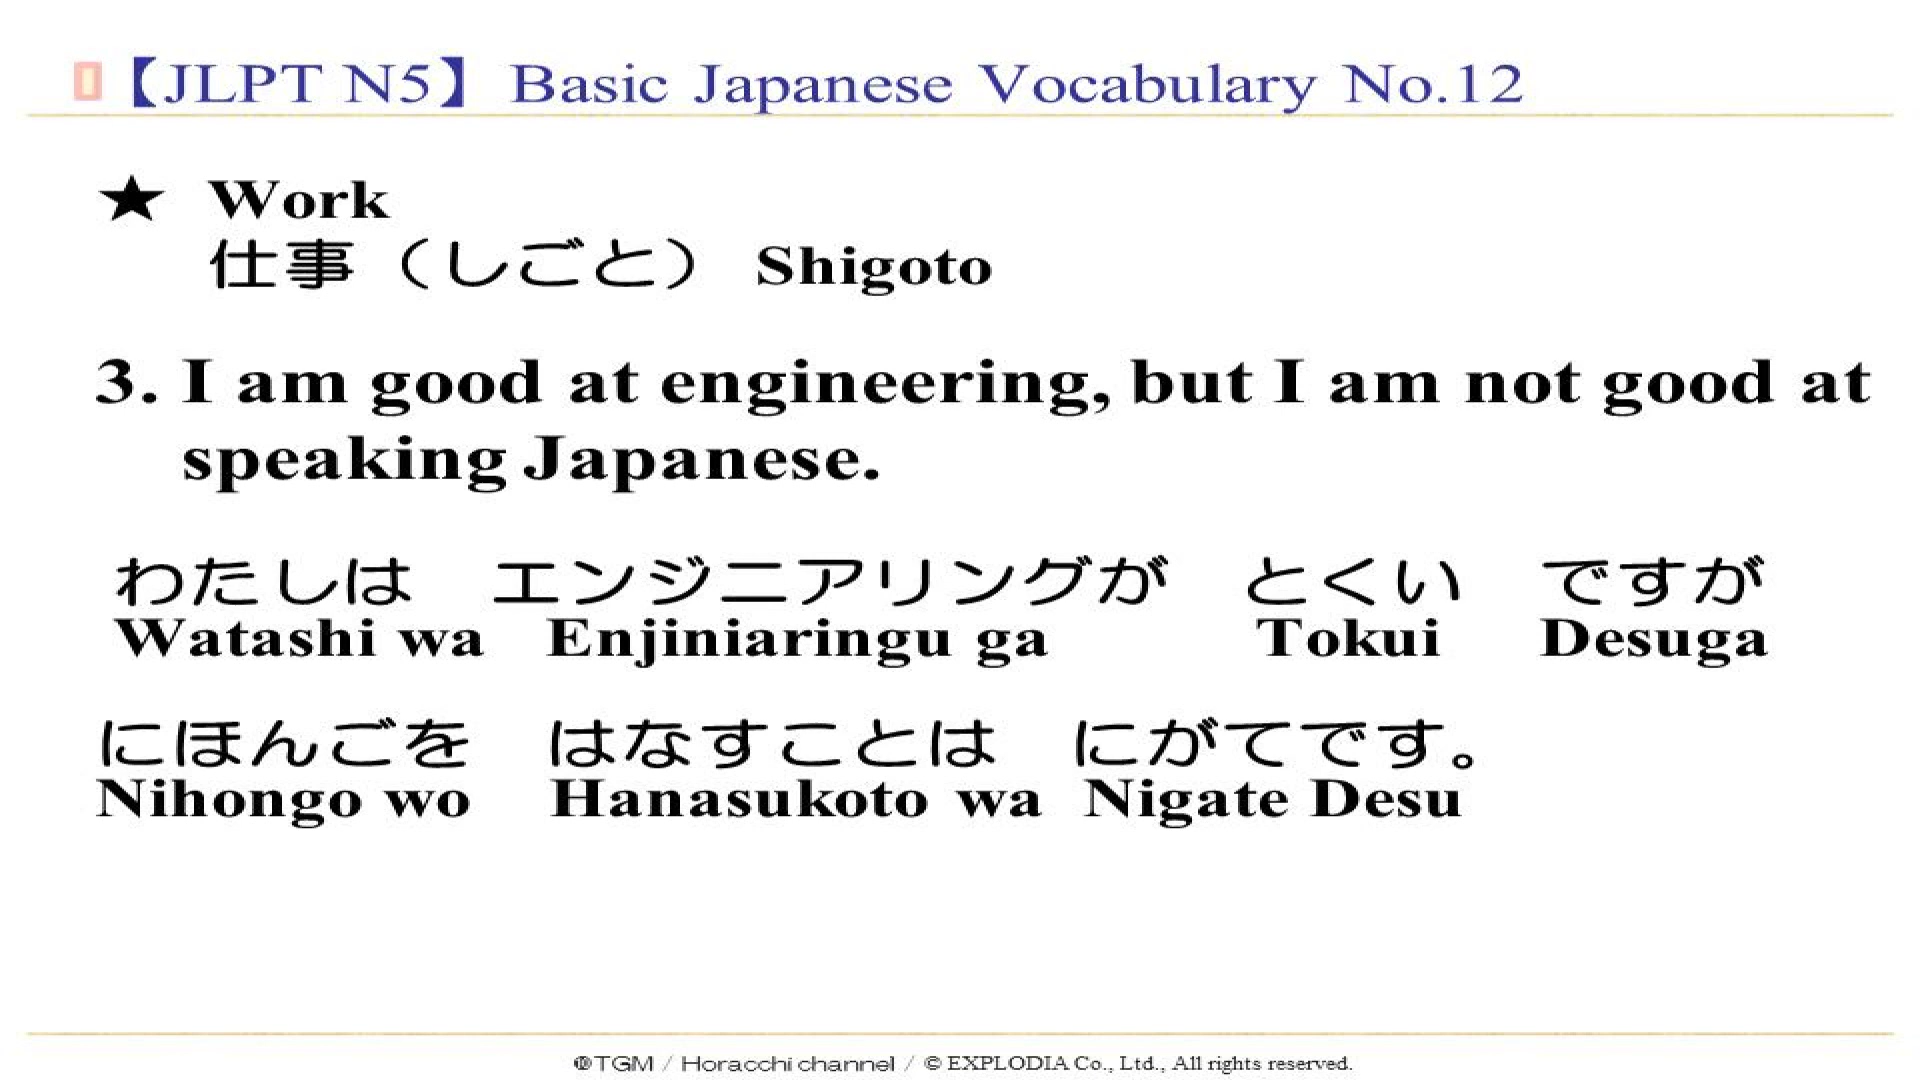 【JLPT N5】 Basic Japanese Vocabulary No.12
★ Work
仕事（しごと） Shigoto
3. I am good at engineering, but I am not good at
speaking Japanese.
わたしは　エンジニアリングが　とくい　ですが
Watashi wa Enjiniaringu ga Tokui Desuga
にほんごを　はなすことは　にがてです。
Nihongo wo Hanasukoto wa Nigate Desu
TGM / Horacchi channel / © EXPLODIA Co., Ltd., All rights reserved.